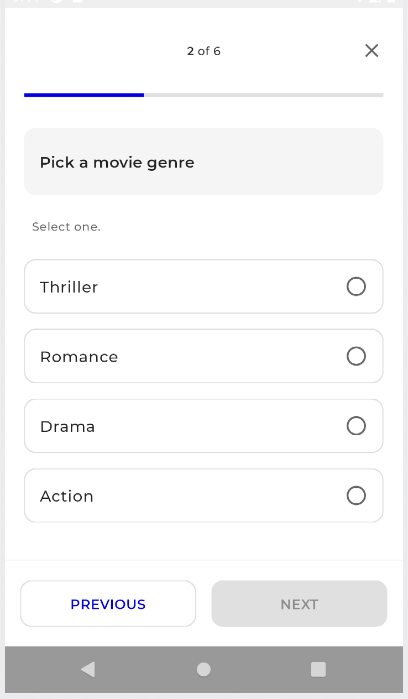 2 of 6
Pick a movie genre
Select one.
Thriller
Romance
Drama
Action
PREVIOUS
NEXT